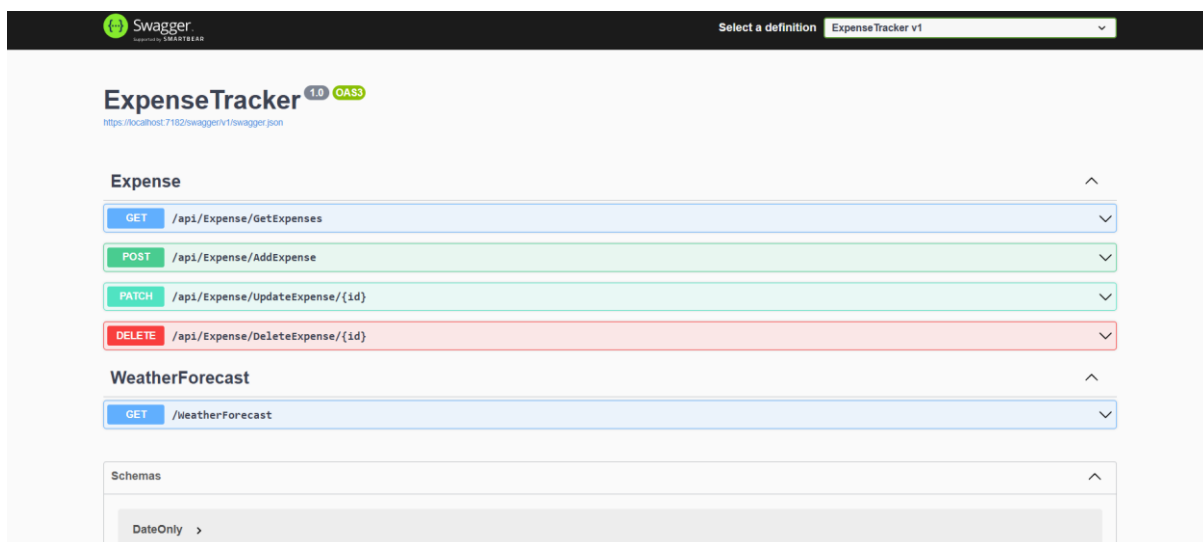 Swagger.
Supported by SMARTBEAR
Select a definition
ExpenseTracker v1
ExpenseTracker 1.0 OAS3
https://localhost:7182/swagger/v1/swagger.json
Expense
GET /api/Expense/GetExpenses
POST /api/Expense/AddExpense
PATCH /api/Expense/UpdateExpense/{id}
DELETE /api/Expense/DeleteExpense/{id}
WeatherForecast
GET /WeatherForecast
Schemas
DateOnly